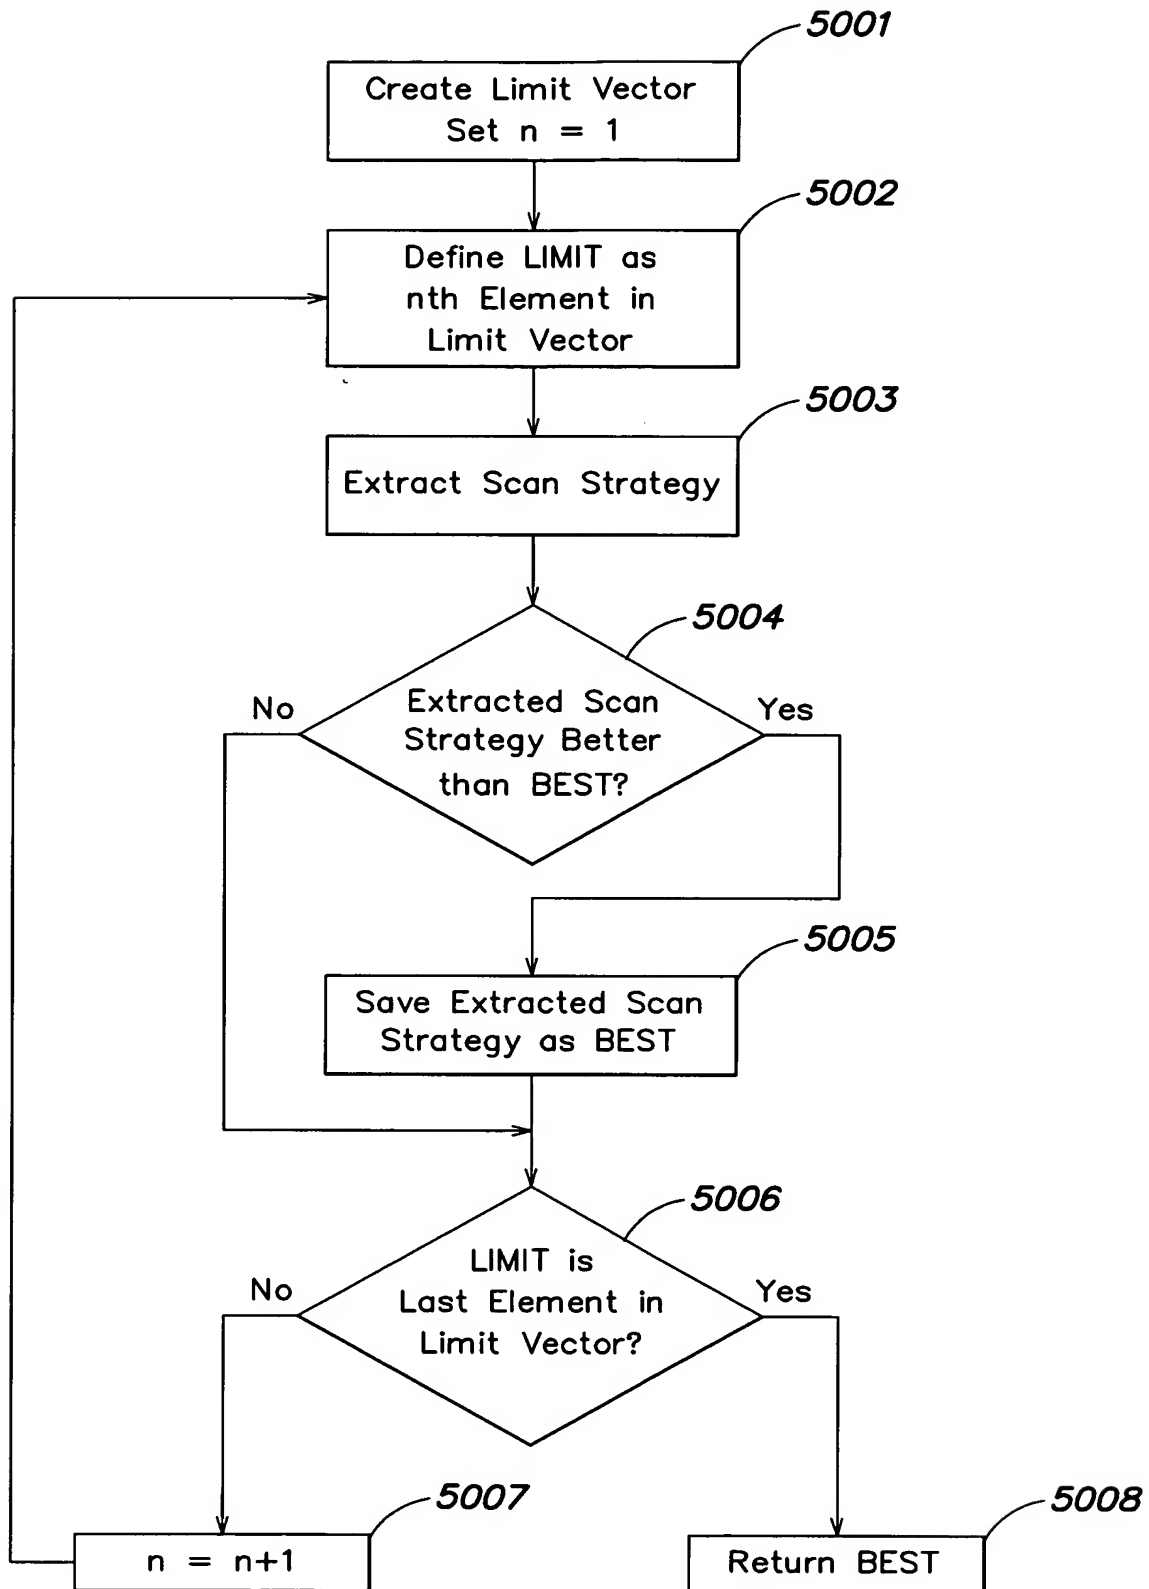 5001
Create Limit Vector
Set n = 1
5002
Define LIMIT as
nth Element in
Limit Vector
5003
Extract Scan Strategy
5004
No
Extracted Scan
Strategy Better
than BEST?
Yes
5005
Save Extracted Scan
Strategy as BEST
5006
No
LIMIT is
Last Element in
Limit Vector?
Yes
5007
n = n+1
5008
Return BEST